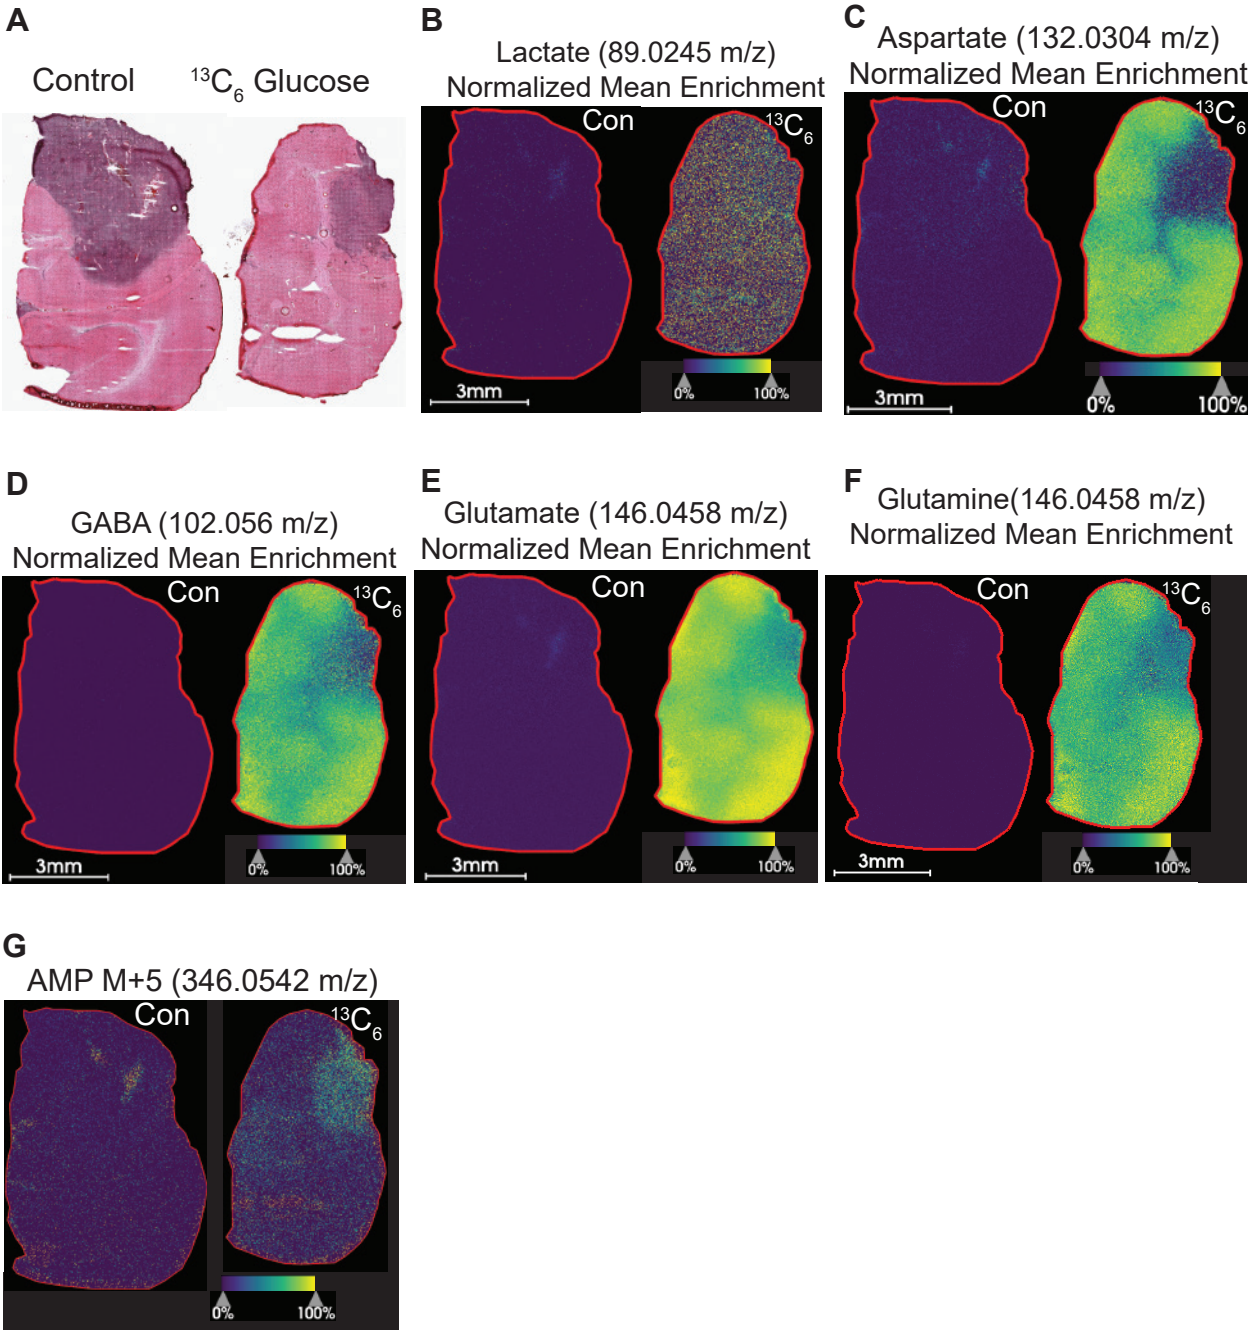 A
Control
¹³C₆ Glucose
B
Lactate (89.0245 m/z)
Normalized Mean Enrichment
Con
¹³C₆
0%
100%
3mm
C
Aspartate (132.0304 m/z)
Normalized Mean Enrichment
Con
¹³C₆
3mm
0%
100%
D
GABA (102.056 m/z)
Normalized Mean Enrichment
Con
¹³C₆
3mm
0%
100%
E
Glutamate (146.0458 m/z)
Normalized Mean Enrichment
Con
¹³C₆
3mm
0%
100%
F
Glutamine(146.0458 m/z)
Normalized Mean Enrichment
Con
¹³C₆
3mm
0%
100%
G
AMP M+5 (346.0542 m/z)
Con
¹³C₆
0%
100%